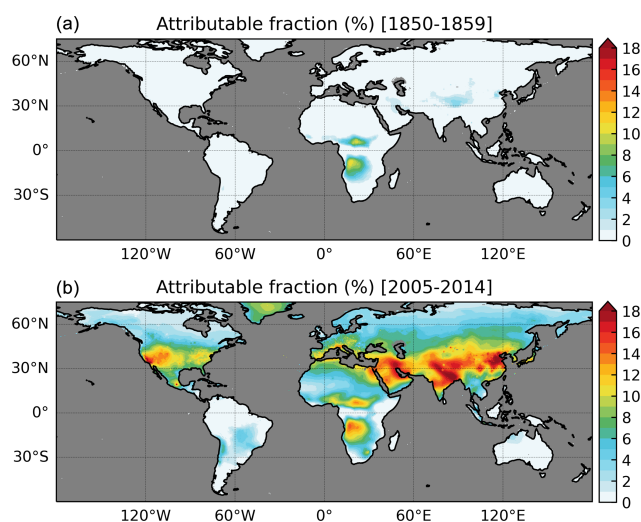 (a) Attributable fraction (%) [1850-1859]
60°N
30°N
0°
30°S
120°W 60°W 0° 60°E 120°E
18
16
14
12
10
8
6
4
2
0
(b) Attributable fraction (%) [2005-2014]
60°N
30°N
0°
30°S
120°W 60°W 0° 60°E 120°E
18
16
14
12
10
8
6
4
2
0